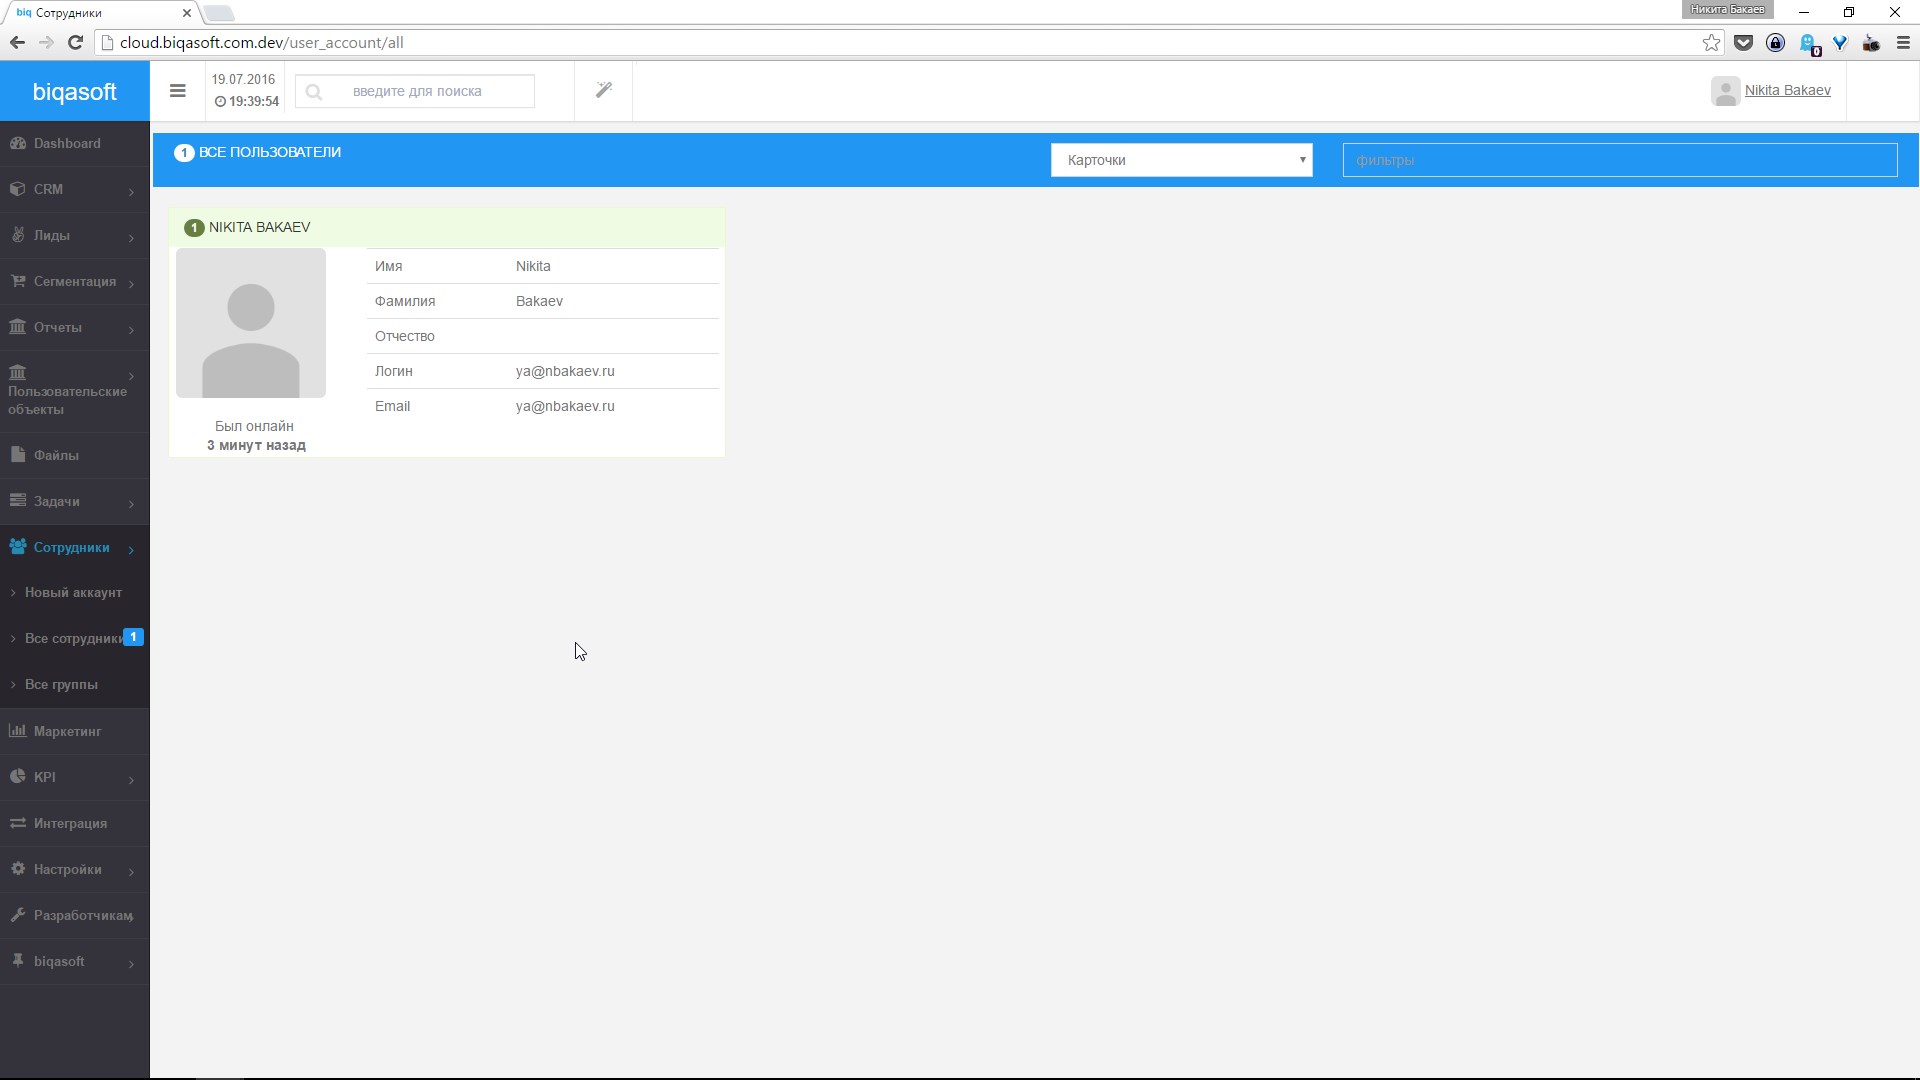 biq Сотрудники
Никита Бакаев
cloud.biqasoft.com.dev/user_account/all
0
biqasoft
19.07.2016
19:39:54
введите для поиска
Nikita Bakaev
1 ВСЕ ПОЛЬЗОВАТЕЛИ
Карточки
фильтры
Dashboard
CRM
Лиды
Сегментация
Отчеты
Пользовательские
объекты
Файлы
Задачи
Сотрудники
Новый аккаунт
Все сотрудники 1
Все группы
Маркетинг
KPI
Интеграция
Настройки
Разработчикам
biqasoft
1 NIKITA BAKAEV
Имя Nikita
Фамилия Bakaev
Отчество
Логин ya@nbakaev.ru
Email ya@nbakaev.ru
Был онлайн
3 минут назад